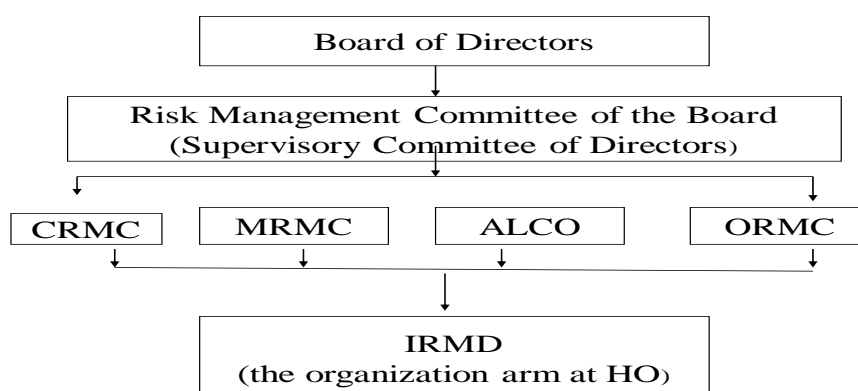 Board of Directors
Risk Management Committee of the Board
(Supervisory Committee of Directors)
CRMC
MRMC
ALCO
ORMC
IRMD
(the organization arm at HO)